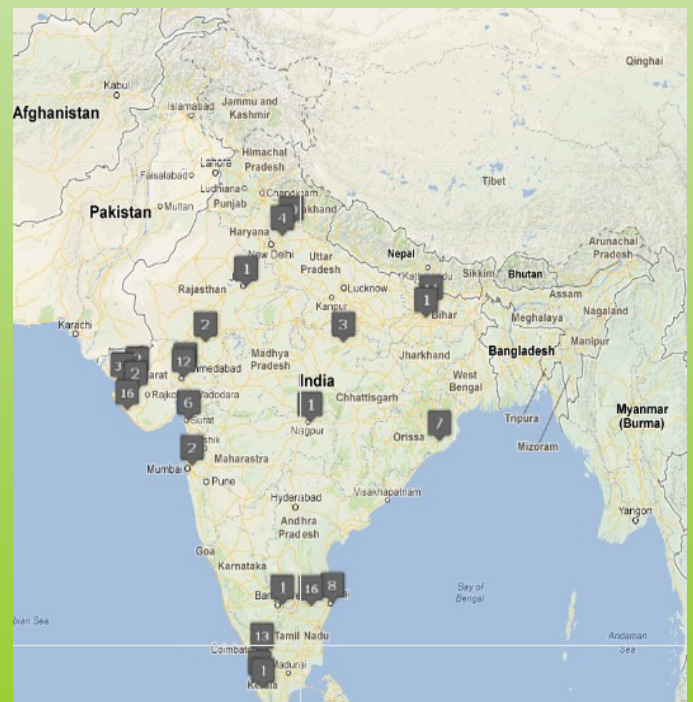 Qinghai
Kabul
Afghanistan
Islamabad
Jammu and
Kashmir
Himachal
Pradesh
Lahore
Faisalabad
Tibet
Ludhiana
Chandigarh
Punjab
Multan
Pakistan
4
Haryana
New Delhi
Nepal
Arunachal
Pradesh
Uttar
Pradesh
Sikkim
Bhutan
1
Rajasthan
Lucknow
Kanpur
1
Bihar
Assam
Nagaland
Meghalaya
Karachi
2
3
Manipur
Jharkhand
Bangladesh
Madhya
Pradesh
12
3
2
West
Bengal
India
16
6
1
Chhattisgarh
Surat
Tripura
Mizoram
Myanmar
(Burma)
Nagpur
7
Orissa
2
Maharashtra
Mumbai
Pune
Visakhapatnam
Hyderabad
Yangon
Andhra
Pradesh
Goa
Karnataka
1
16
8
Bay of
Bengal
13
Tamil Nadu
Andaman
Sea
1
Madurai
Kerala